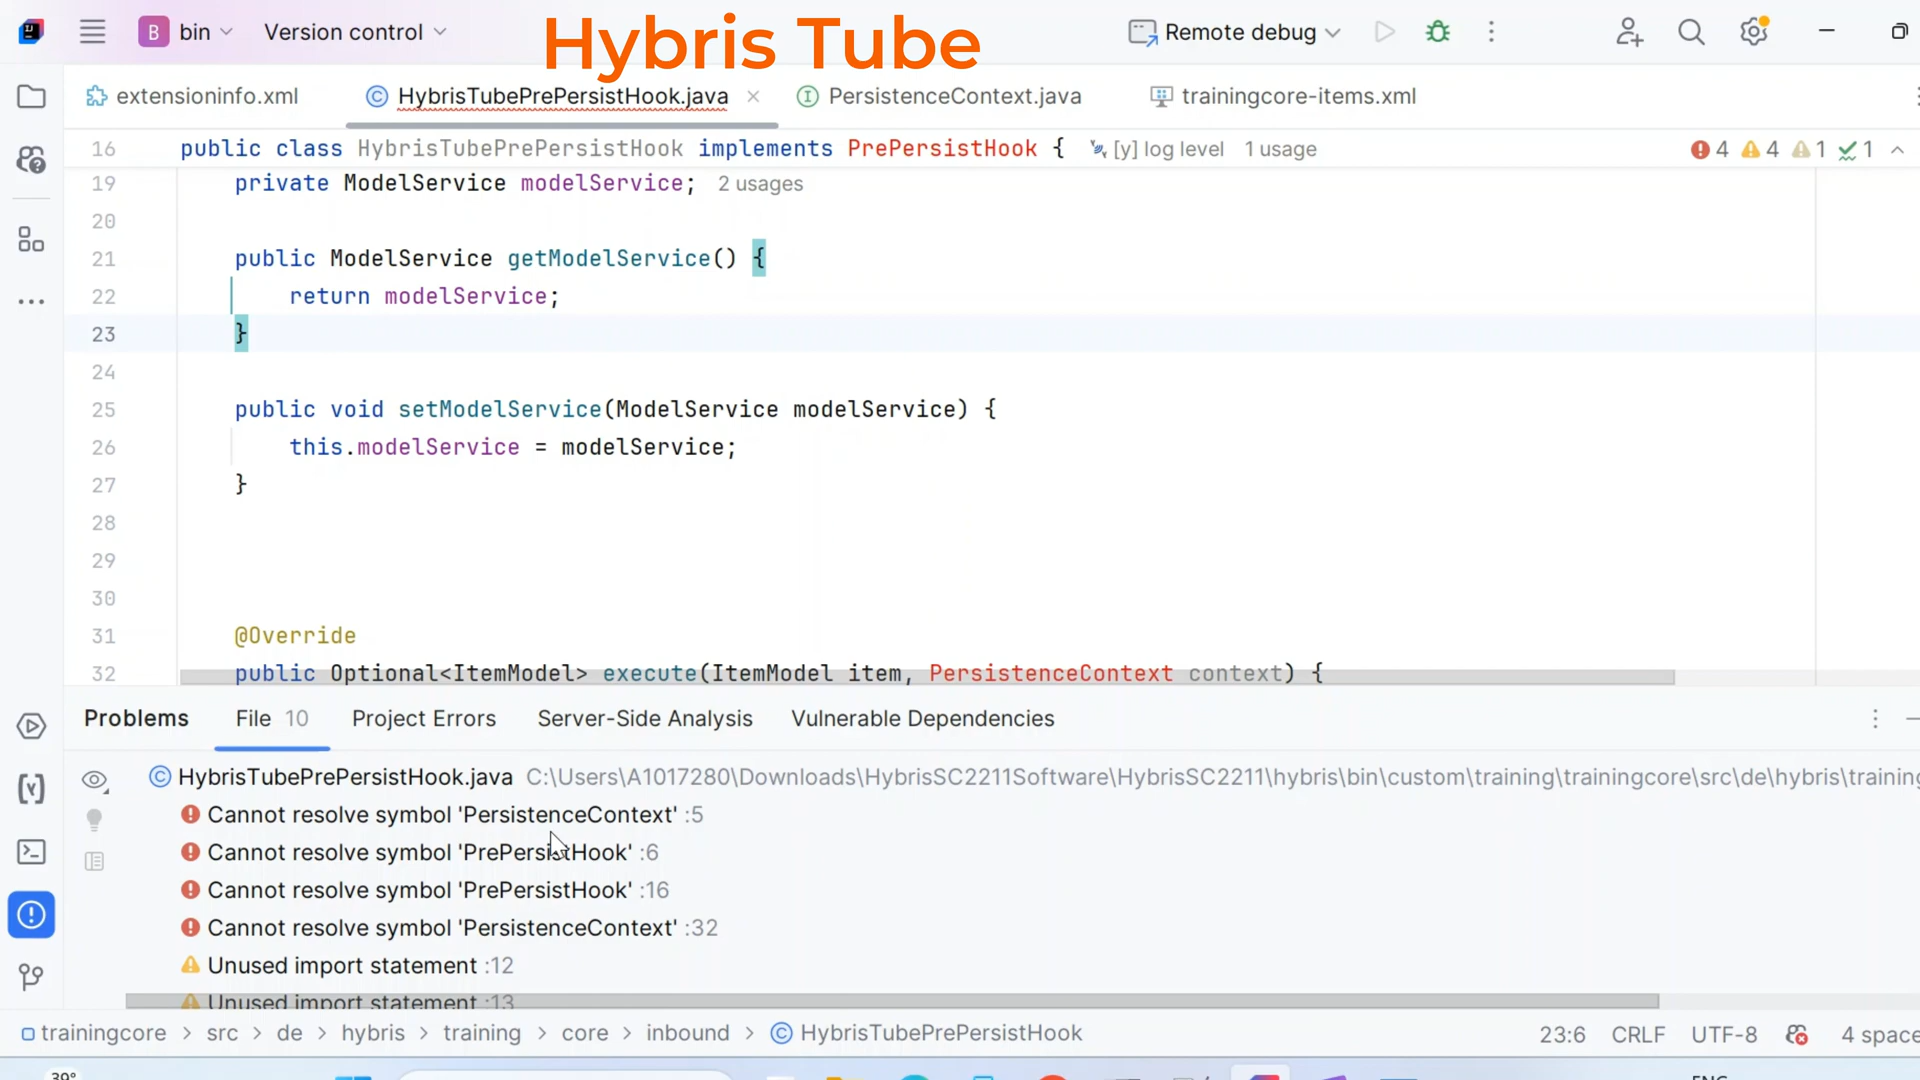 B bin Version control Hybris Tube Remote debug
extensioninfo.xml HybrisTubePrePersistHook.java PersistenceContext.java trainingcore-items.xml
16 public class HybrisTubePrePersistHook implements PrePersistHook { [y] log level 1 usage 4 4 1 1
19 private ModelService modelService; 2 usages
20
21 public ModelService getModelService() {
22 return modelService;
23 }
24
25 public void setModelService(ModelService modelService) {
26 this.modelService = modelService;
27 }
28
29
30
31 @Override
32 public Optional<ItemModel> execute(ItemModel item, PersistenceContext context) {
Problems File 10 Project Errors Server-Side Analysis Vulnerable Dependencies
HybrisTubePrePersistHook.java C:\Users\A1017280\Downloads\HybrisSC2211Software\HybrisSC2211\hybris\bin\custom\training\trainingcore\src\de\hybris\training
Cannot resolve symbol 'PersistenceContext' :5
Cannot resolve symbol 'PrePersistHook' :6
Cannot resolve symbol 'PrePersistHook' :16
Cannot resolve symbol 'PersistenceContext' :32
Unused import statement :12
Unused import statement :13
trainingcore > src > de > hybris > training > core > inbound > HybrisTubePrePersistHook 23:6 CRLF UTF-8 4 space
39°